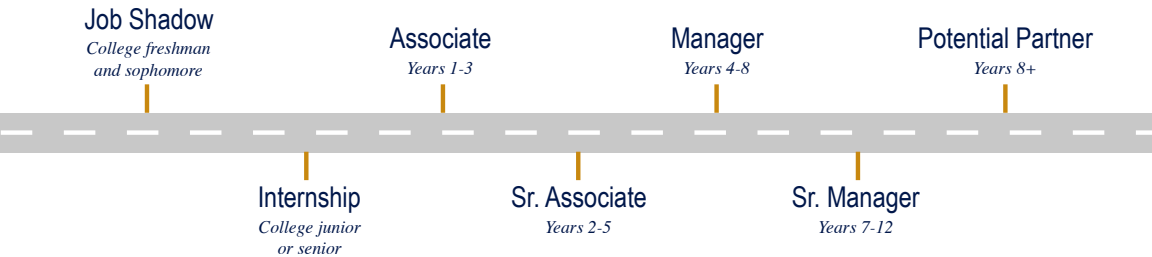 Job Shadow
College freshman
and sophomore
Associate
Years 1-3
Manager
Years 4-8
Potential Partner
Years 8+
Internship
College junior
or senior
Sr. Associate
Years 2-5
Sr. Manager
Years 7-12